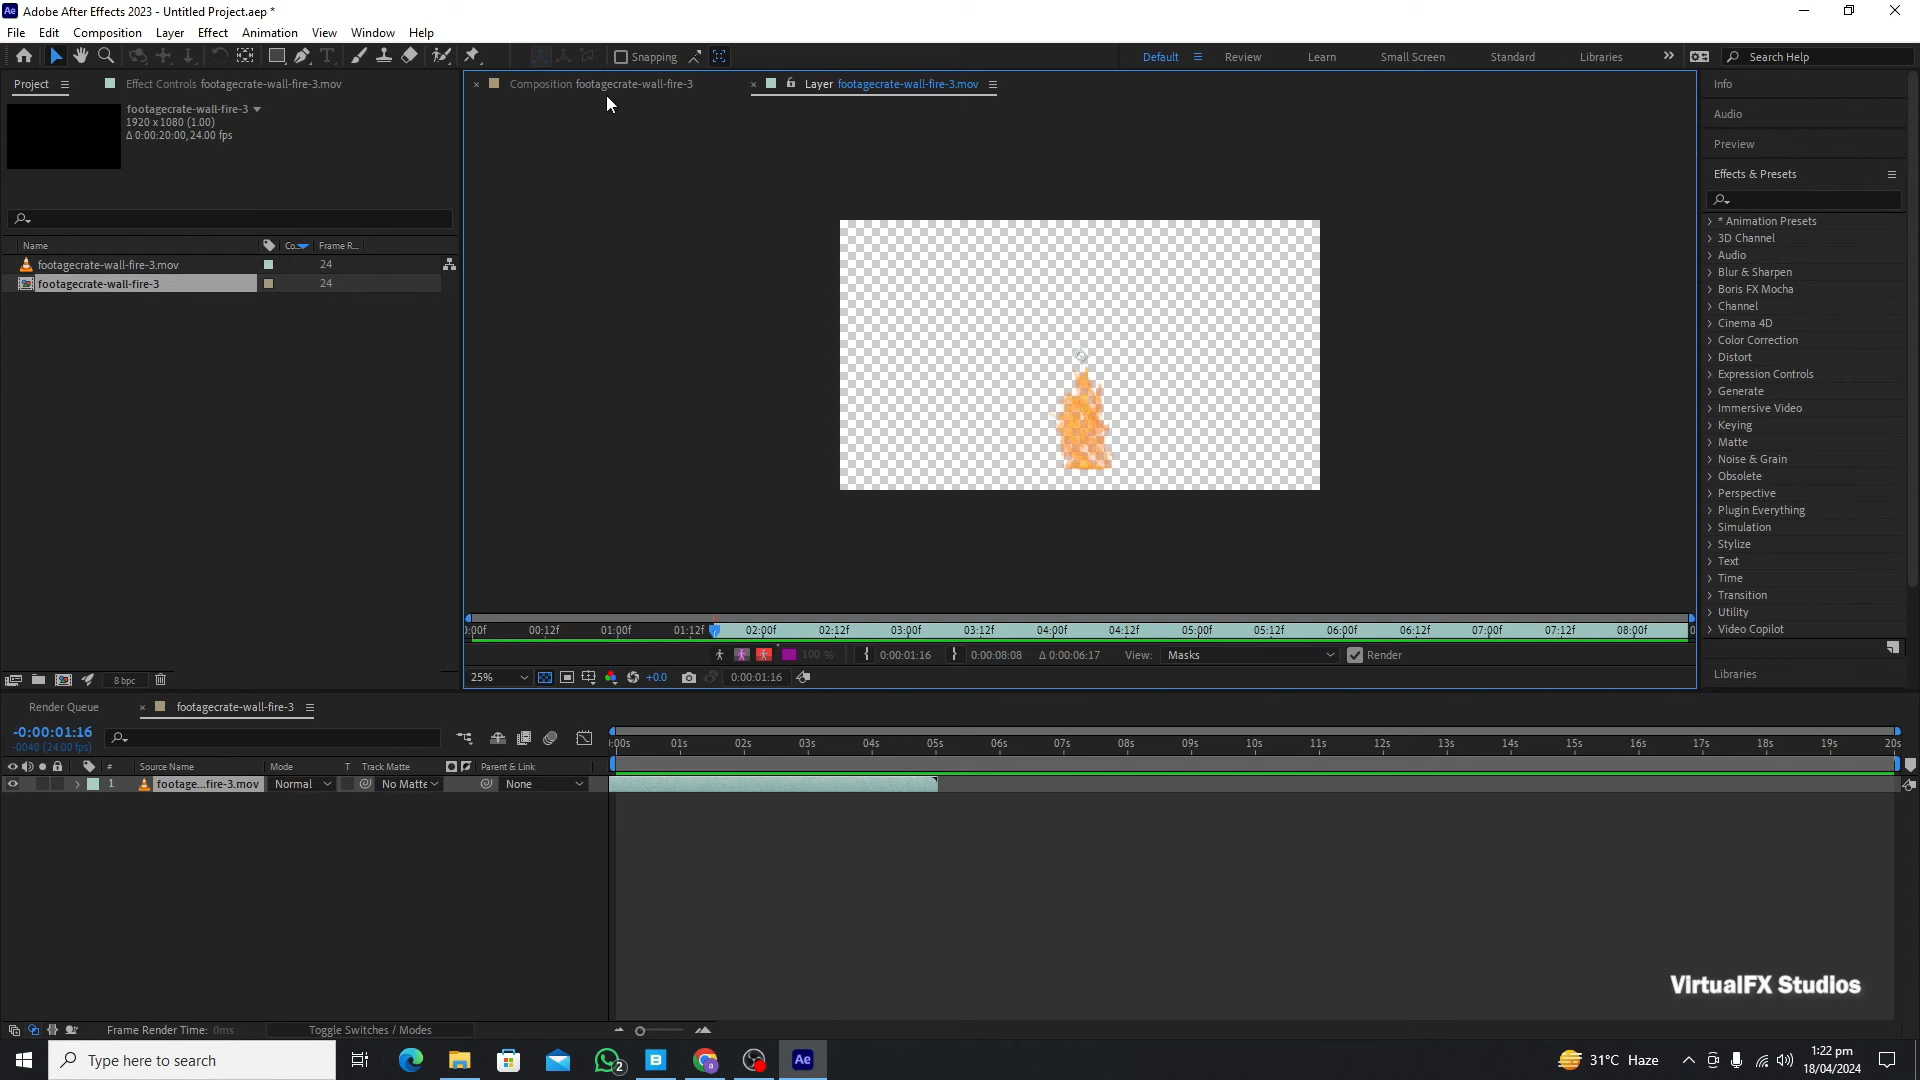 Adobe After Effects 2023 - Untitled Project.aep *
File Edit Composition Layer Effect Animation View Window Help
Snapping Default Review Learn Small Screen Standard Libraries Search Help
Project Effect Controls footagecrate-wall-fire-3.mov
Composition footagecrate-wall-fire-3
Layer footagecrate-wall-fire-3.mov
footagecrate-wall-fire-3
1920 x 1080 (1.00)
Δ 0:00:20:00, 24.00 fps
Name Co... Frame R...
footagecrate-wall-fire-3.mov 24
footagecrate-wall-fire-3 24
8 bpc
Info
Audio
Preview
Effects & Presets
* Animation Presets
3D Channel
Audio
Blur & Sharpen
Boris FX Mocha
Channel
Cinema 4D
Color Correction
Distort
Expression Controls
Generate
Immersive Video
Keying
Matte
Noise & Grain
Obsolete
Perspective
Plugin Everything
Simulation
Stylize
Text
Time
Transition
Utility
Video Copilot
Libraries
):00f 00:12f 01:00f 01:12f 02:00f 02:12f 03:00f 03:12f 04:00f 04:12f 05:00f 05:12f 06:00f 06:12f 07:00f 07:12f 08:00f 0
100 % 0:00:01:16 0:00:08:08 Δ 0:00:06:17 View: Masks Render
25% +0.0 0:00:01:16
Render Queue footagecrate-wall-fire-3
-0:00:01:16
-0040 (24.00 fps)
):00s 01s 02s 03s 04s 05s 06s 07s 08s 09s 10s 11s 12s 13s 14s 15s 16s 17s 18s 19s 20s
# Source Name Mode T Track Matte Parent & Link
1 footage...fire-3.mov Normal No Matte None
VirtualFX Studios
Frame Render Time: 0ms Toggle Switches / Modes
Type here to search
2
B
a
Ae
31°C Haze
1:22 pm
18/04/2024